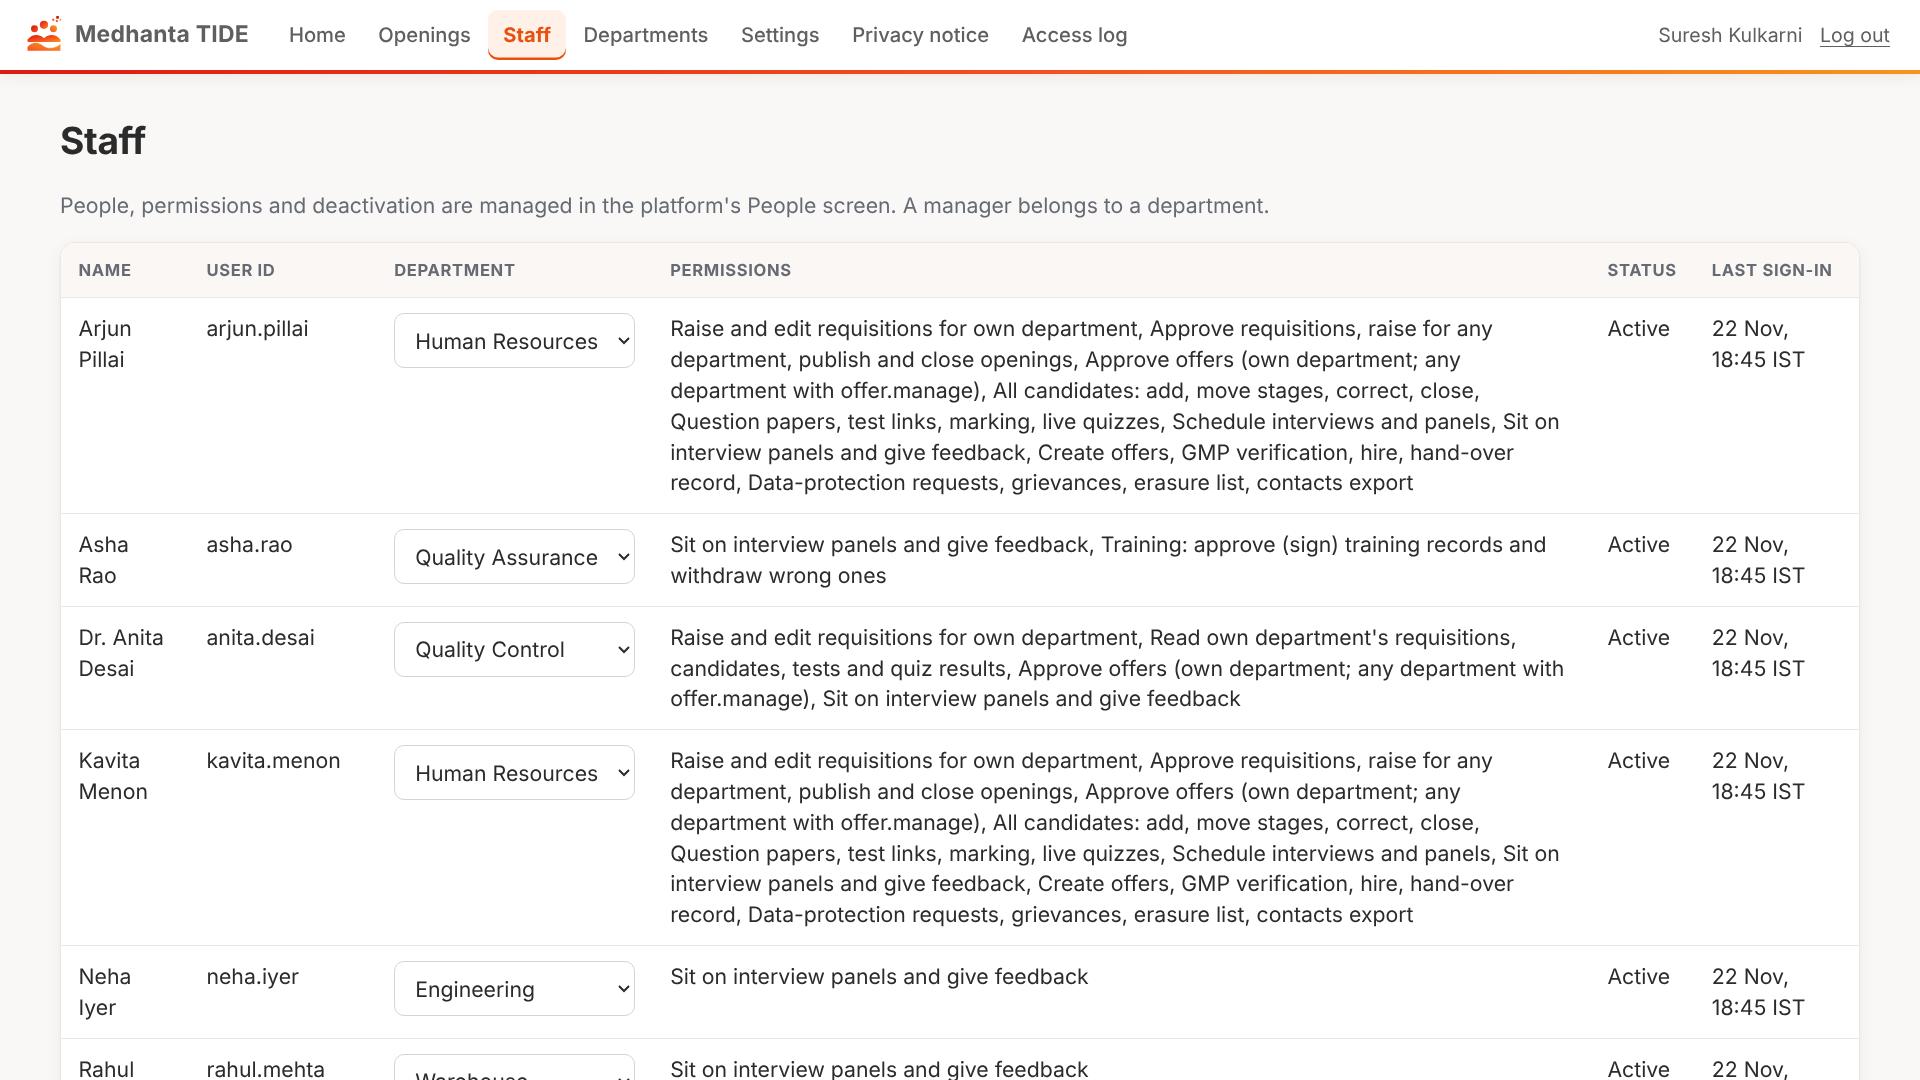 Medhanta TIDE
Home
Openings
Staff
Departments
Settings
Privacy notice
Access log
Suresh Kulkarni
Log out
Staff
People, permissions and deactivation are managed in the platform's People screen. A manager belongs to a department.
NAME
USER ID
DEPARTMENT
PERMISSIONS
STATUS
LAST SIGN-IN
Arjun
Pillai
arjun.pillai
Human Resources
Raise and edit requisitions for own department, Approve requisitions, raise for any
department, publish and close openings, Approve offers (own department; any
department with offer.manage), All candidates: add, move stages, correct, close,
Question papers, test links, marking, live quizzes, Schedule interviews and panels, Sit on
interview panels and give feedback, Create offers, GMP verification, hire, hand-over
record, Data-protection requests, grievances, erasure list, contacts export
Active
22 Nov,
18:45 IST
Asha
Rao
asha.rao
Quality Assurance
Sit on interview panels and give feedback, Training: approve (sign) training records and
withdraw wrong ones
Active
22 Nov,
18:45 IST
Dr. Anita
Desai
anita.desai
Quality Control
Raise and edit requisitions for own department, Read own department's requisitions,
candidates, tests and quiz results, Approve offers (own department; any department with
offer.manage), Sit on interview panels and give feedback
Active
22 Nov,
18:45 IST
Kavita
Menon
kavita.menon
Human Resources
Raise and edit requisitions for own department, Approve requisitions, raise for any
department, publish and close openings, Approve offers (own department; any
department with offer.manage), All candidates: add, move stages, correct, close,
Question papers, test links, marking, live quizzes, Schedule interviews and panels, Sit on
interview panels and give feedback, Create offers, GMP verification, hire, hand-over
record, Data-protection requests, grievances, erasure list, contacts export
Active
22 Nov,
18:45 IST
Neha
Iyer
neha.iyer
Engineering
Sit on interview panels and give feedback
Active
22 Nov,
18:45 IST
Rahul
rahul.mehta
Warehouse
Sit on interview panels and give feedback
Active
22 Nov,